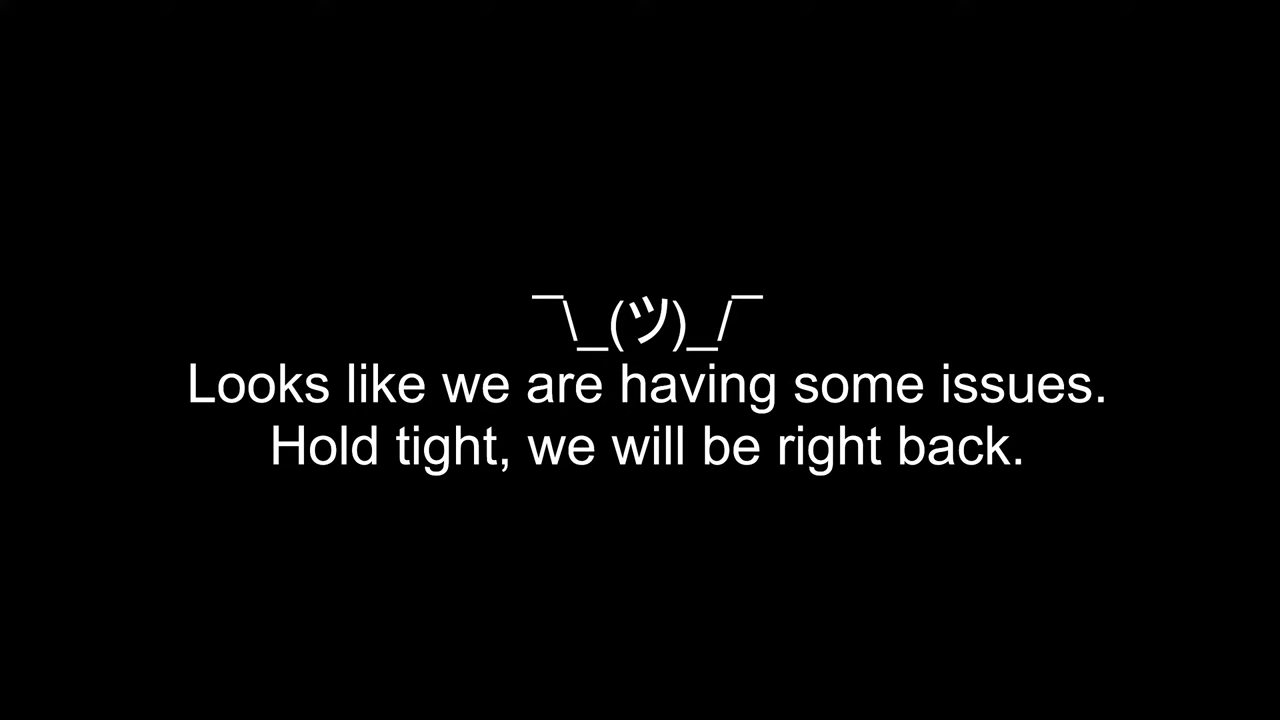 ¯\_(ツ)_/¯
Looks like we are having some issues.
Hold tight, we will be right back.